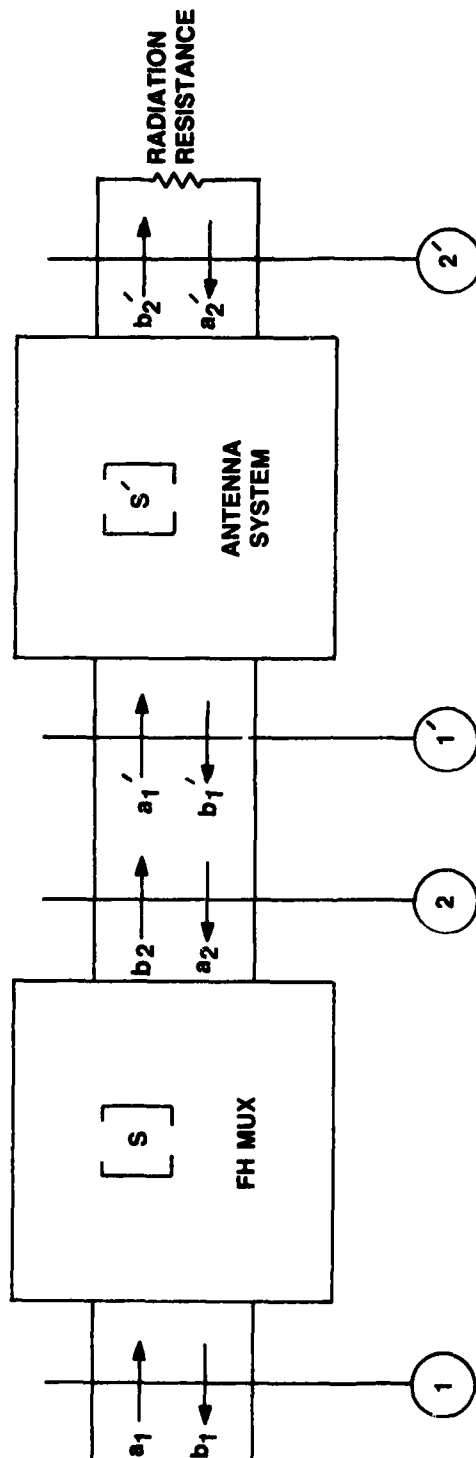 a1
b1
1
[S]
FH MUX
b2
a2
2
a1′
b1′
1′
[S′]
ANTENNA
SYSTEM
b2′
a2′
2′
RADIATION
RESISTANCE